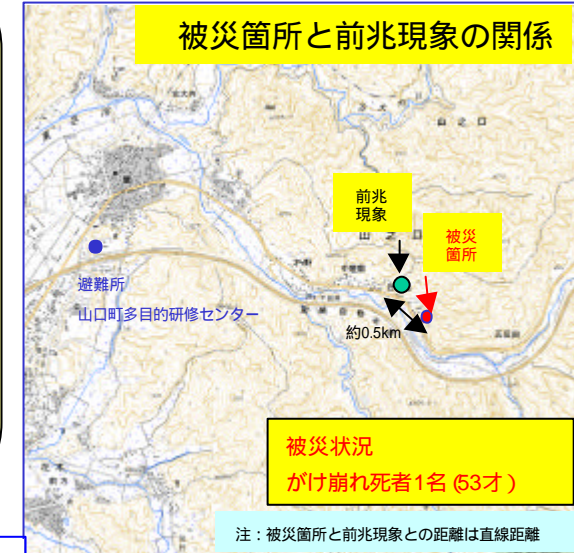 被災箇所と前兆現象の関係
山之口
前兆
現象
被災
箇所
避難所
山口町多目的研修センター
約0.5km
被災状況
がけ崩れ死者1名 (53才)
注：被災箇所と前兆現象との距離は直線距離